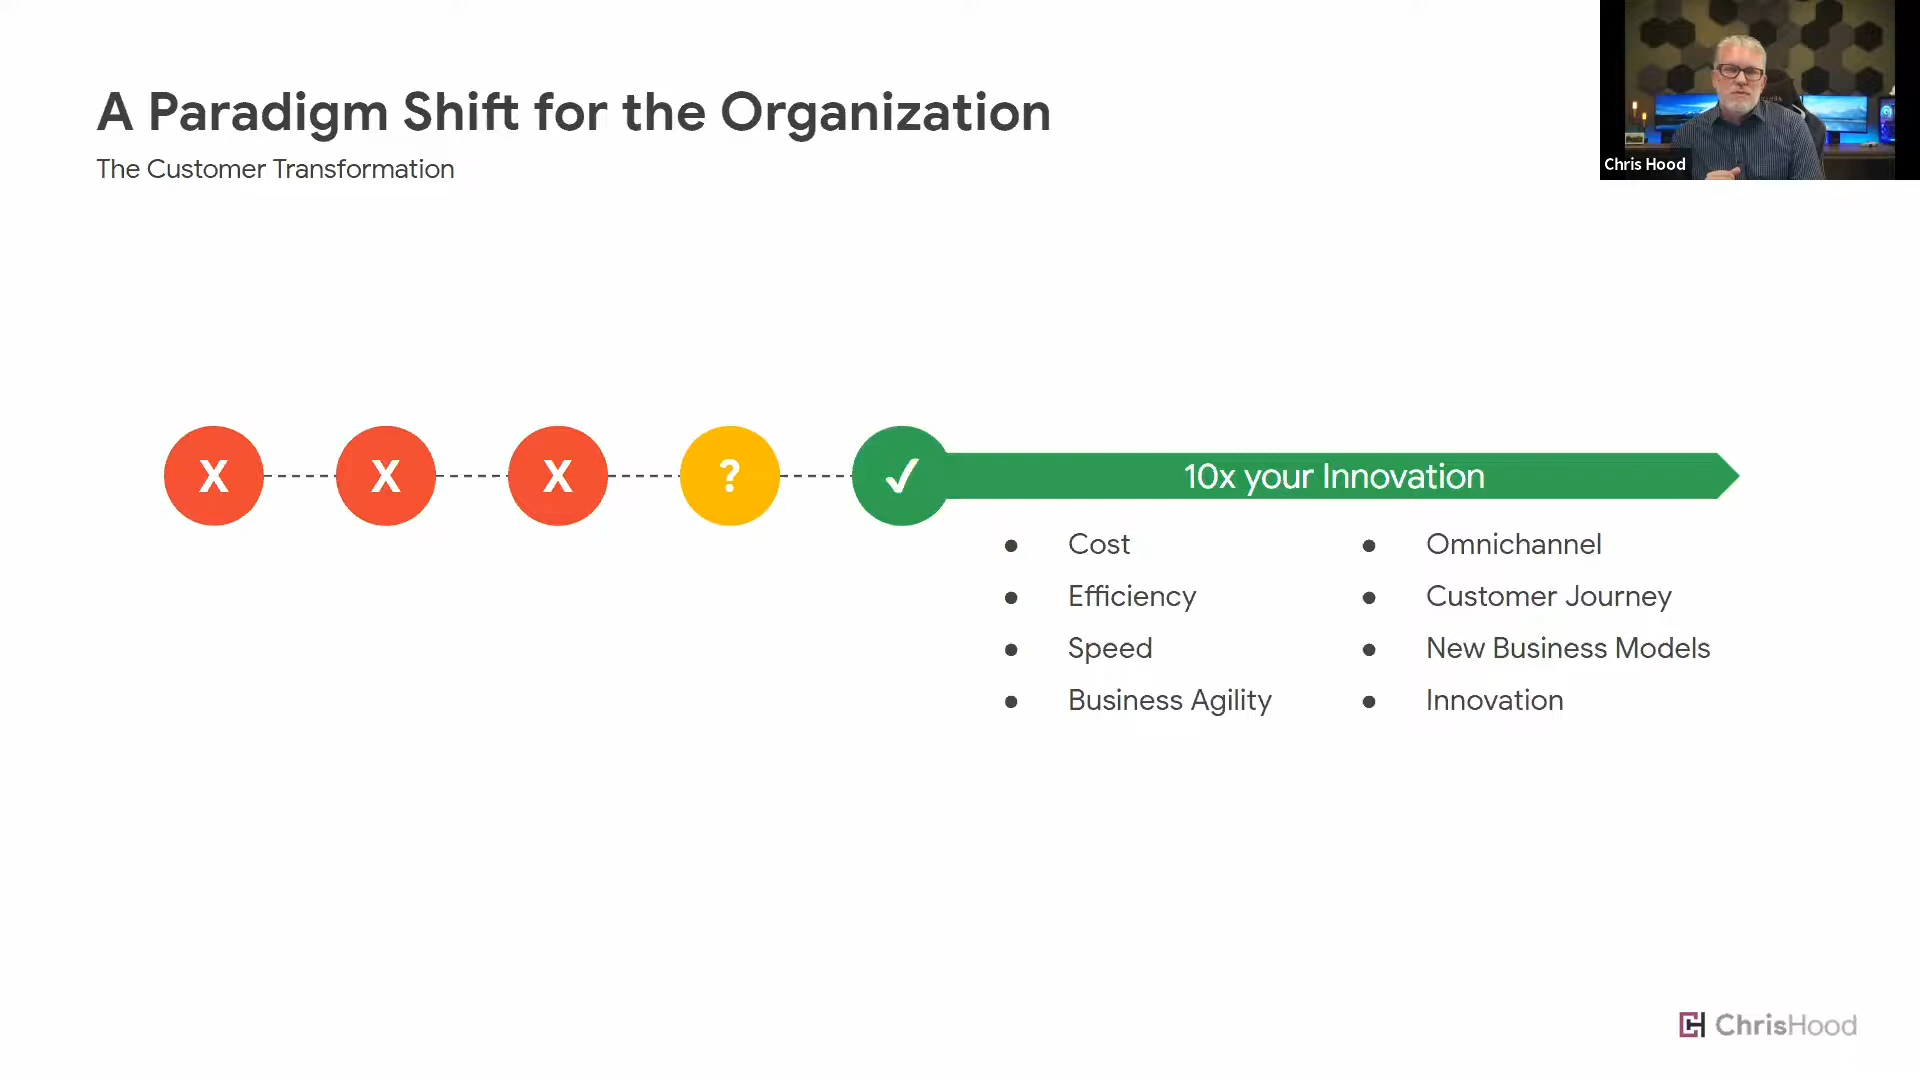 A Paradigm Shift for the Organization
The Customer Transformation
Chris Hood
X X X ? ✓ 10x your Innovation
● Cost
● Efficiency
● Speed
● Business Agility
● Omnichannel
● Customer Journey
● New Business Models
● Innovation
CH ChrisHood